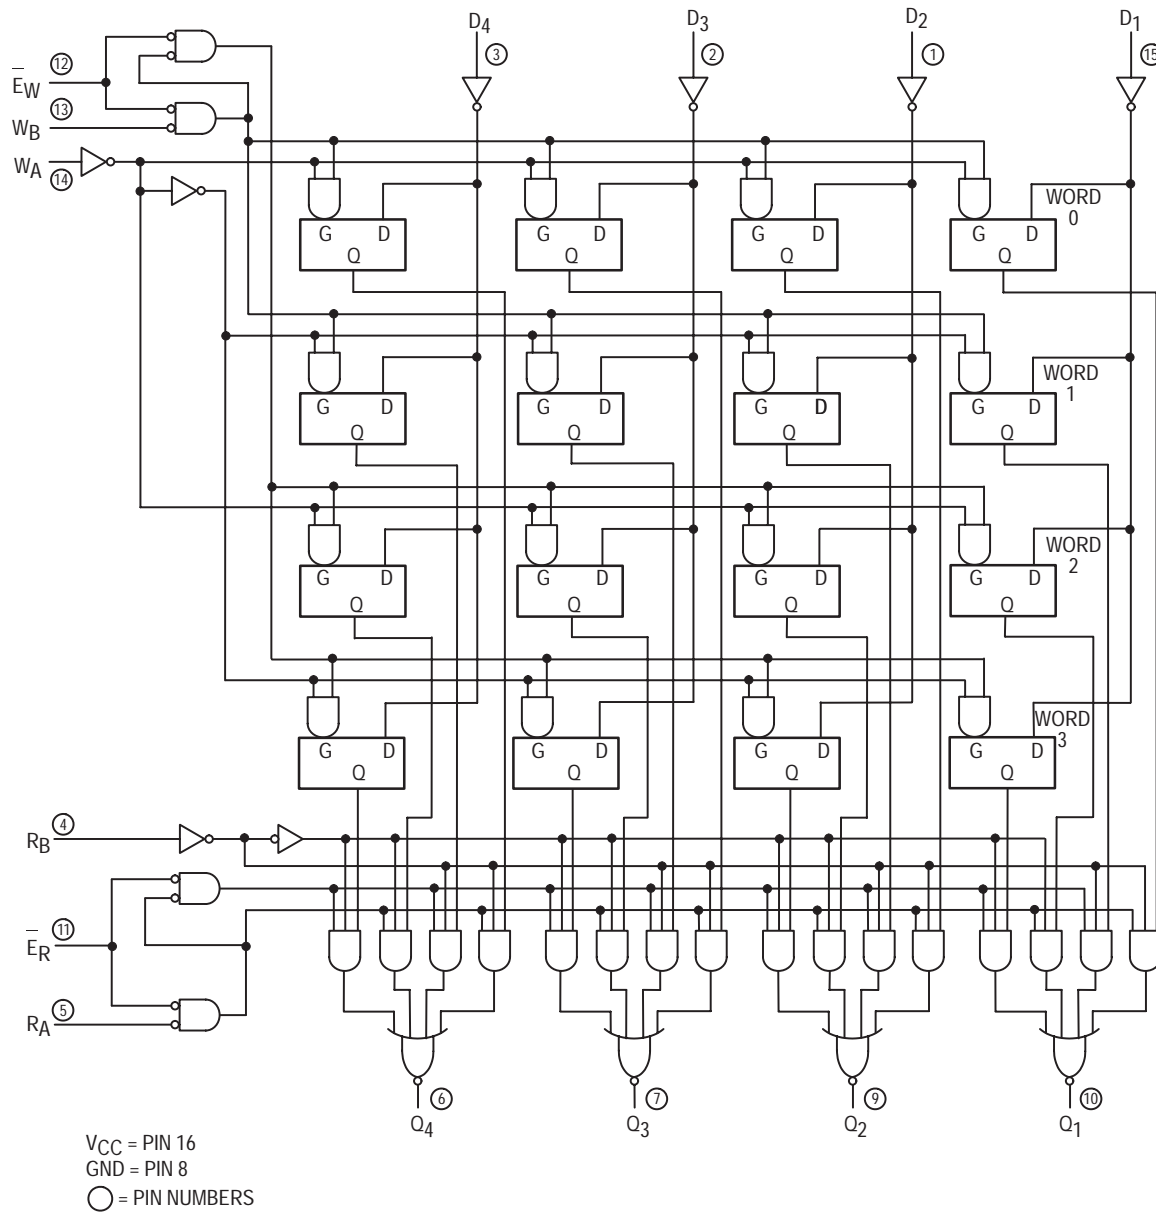 D4 D3 D2 D1
3 2 1 15
12
E̅W
13
WB
WA
14
WORD
0
G D G D G D G D
Q Q Q Q
WORD
1
G D G D G D G D
Q Q Q Q
WORD
2
G D G D G D G D
Q Q Q Q
WORD
3
G D G D G D G D
Q Q Q Q
4
RB
11
E̅R
5
RA
6 7 9 10
Q4 Q3 Q2 Q1
VCC = PIN 16
GND = PIN 8
= PIN NUMBERS